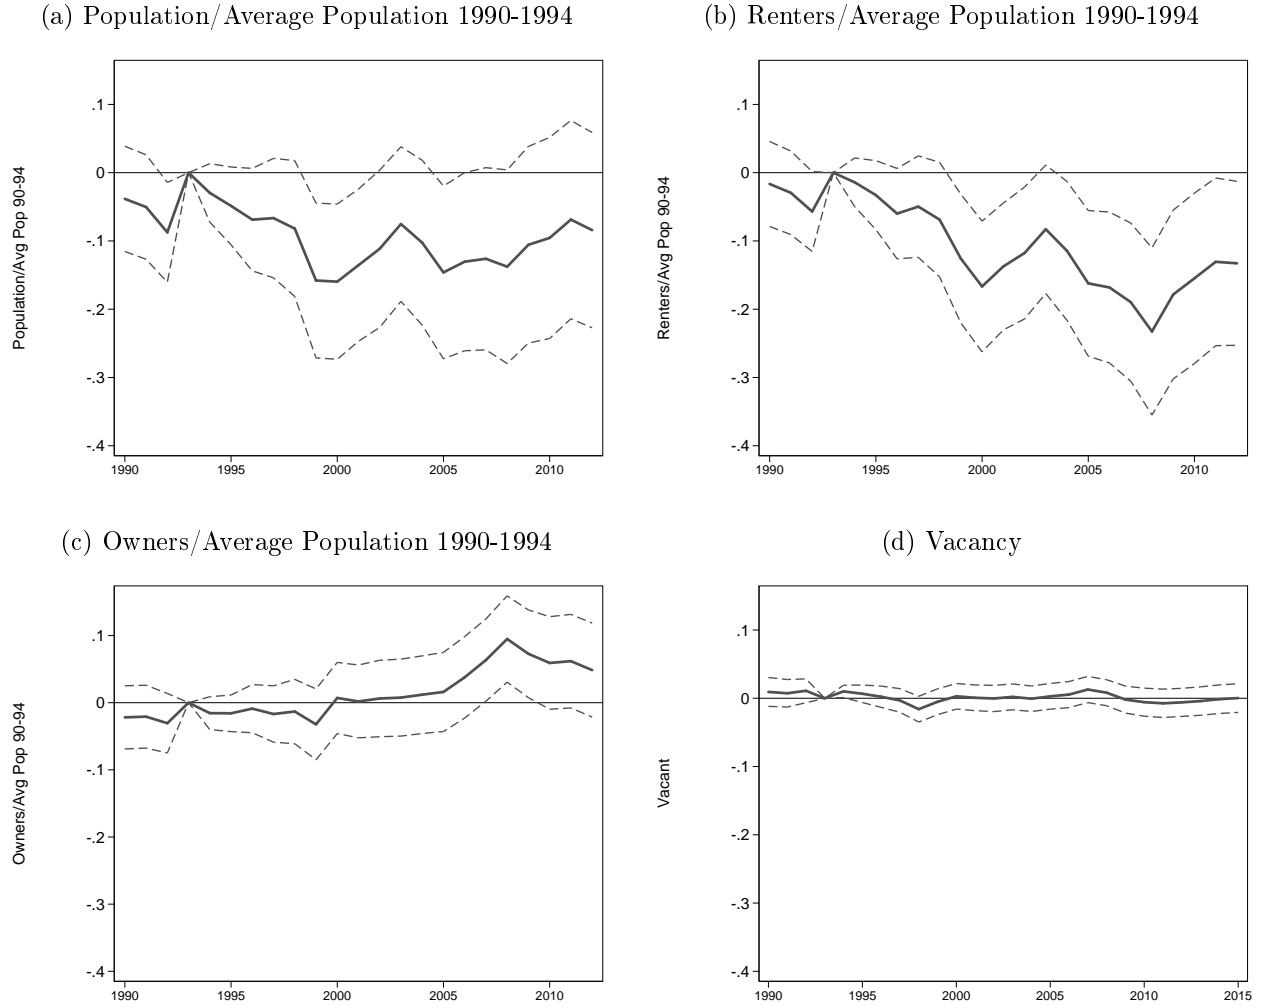 (a) Population/Average Population 1990-1994
Population/Avg Pop 90-94
.1
0
-.1
-.2
-.3
-.4
1990 1995 2000 2005 2010
(b) Renters/Average Population 1990-1994
Renters/Avg Pop 90-94
.1
0
-.1
-.2
-.3
-.4
1990 1995 2000 2005 2010
(c) Owners/Average Population 1990-1994
Owners/Avg Pop 90-94
.1
0
-.1
-.2
-.3
-.4
1990 1995 2000 2005 2010
(d) Vacancy
Vacant
.1
0
-.1
-.2
-.3
-.4
1990 1995 2000 2005 2010 2015